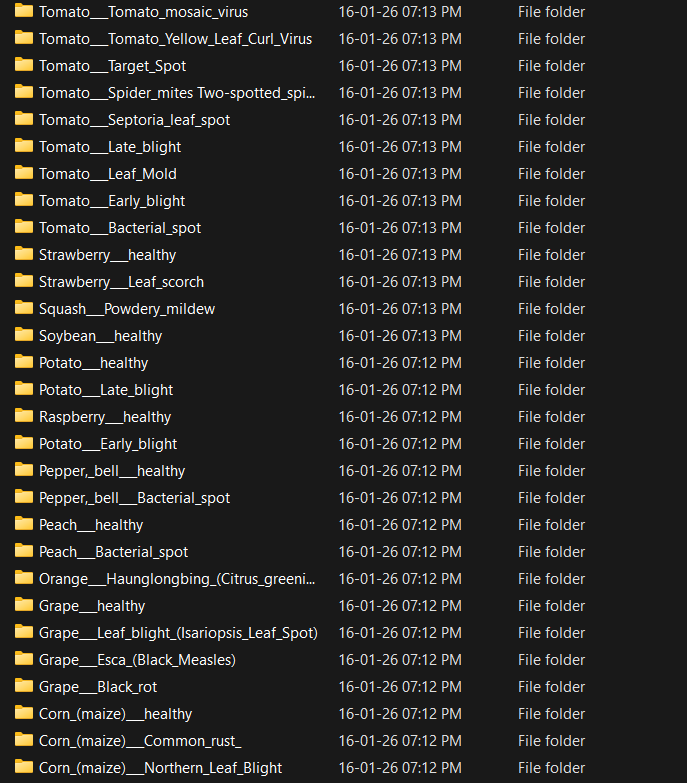 Tomato___Tomato_mosaic_virus 16-01-26 07:13 PM File folder
Tomato___Tomato_Yellow_Leaf_Curl_Virus 16-01-26 07:13 PM File folder
Tomato___Target_Spot 16-01-26 07:13 PM File folder
Tomato___Spider_mites Two-spotted_spi... 16-01-26 07:13 PM File folder
Tomato___Septoria_leaf_spot 16-01-26 07:13 PM File folder
Tomato___Late_blight 16-01-26 07:13 PM File folder
Tomato___Leaf_Mold 16-01-26 07:13 PM File folder
Tomato___Early_blight 16-01-26 07:13 PM File folder
Tomato___Bacterial_spot 16-01-26 07:13 PM File folder
Strawberry___healthy 16-01-26 07:13 PM File folder
Strawberry___Leaf_scorch 16-01-26 07:13 PM File folder
Squash___Powdery_mildew 16-01-26 07:13 PM File folder
Soybean___healthy 16-01-26 07:13 PM File folder
Potato___healthy 16-01-26 07:12 PM File folder
Potato___Late_blight 16-01-26 07:12 PM File folder
Raspberry___healthy 16-01-26 07:12 PM File folder
Potato___Early_blight 16-01-26 07:12 PM File folder
Pepper,_bell___healthy 16-01-26 07:12 PM File folder
Pepper,_bell___Bacterial_spot 16-01-26 07:12 PM File folder
Peach___healthy 16-01-26 07:12 PM File folder
Peach___Bacterial_spot 16-01-26 07:12 PM File folder
Orange___Haunglongbing_(Citrus_greeni... 16-01-26 07:12 PM File folder
Grape___healthy 16-01-26 07:12 PM File folder
Grape___Leaf_blight_(Isariopsis_Leaf_Spot) 16-01-26 07:12 PM File folder
Grape___Esca_(Black_Measles) 16-01-26 07:12 PM File folder
Grape___Black_rot 16-01-26 07:12 PM File folder
Corn_(maize)___healthy 16-01-26 07:12 PM File folder
Corn_(maize)___Common_rust_ 16-01-26 07:12 PM File folder
Corn_(maize)___Northern_Leaf_Blight 16-01-26 07:12 PM File folder